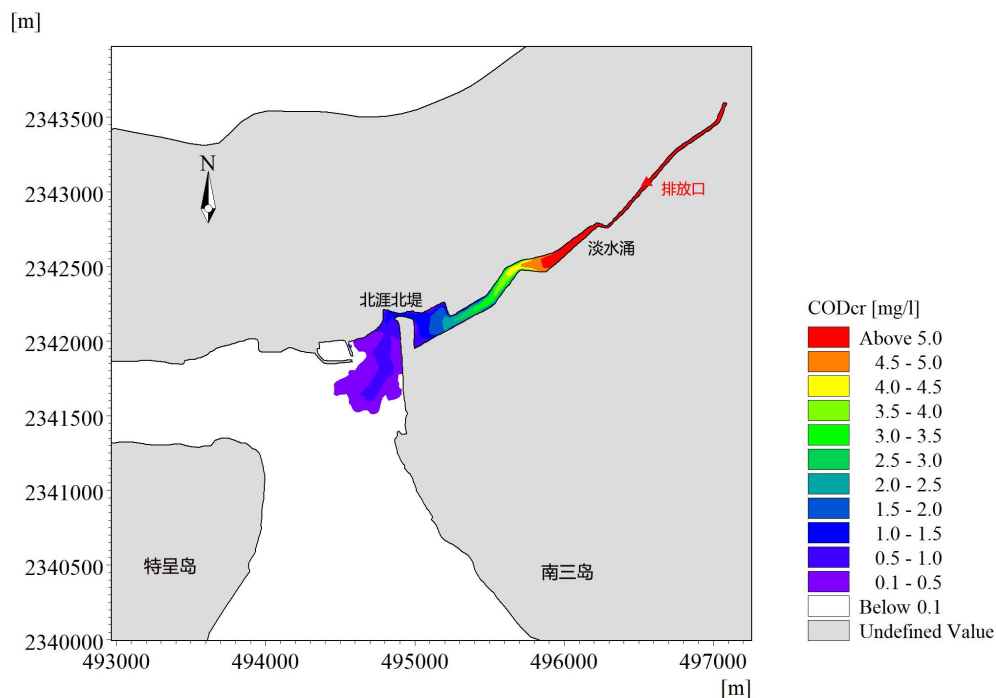 [m]
2343500
2343000
2342500
2342000
2341500
2341000
2340500
2340000
493000
494000
495000
496000
497000
[m]
N
排放口
淡水涌
北涯北堤
特呈岛
南三岛
CODcr [mg/l]
Above 5.0
4.5 - 5.0
4.0 - 4.5
3.5 - 4.0
3.0 - 3.5
2.5 - 3.0
2.0 - 2.5
1.5 - 2.0
1.0 - 1.5
0.5 - 1.0
0.1 - 0.5
Below 0.1
Undefined Value